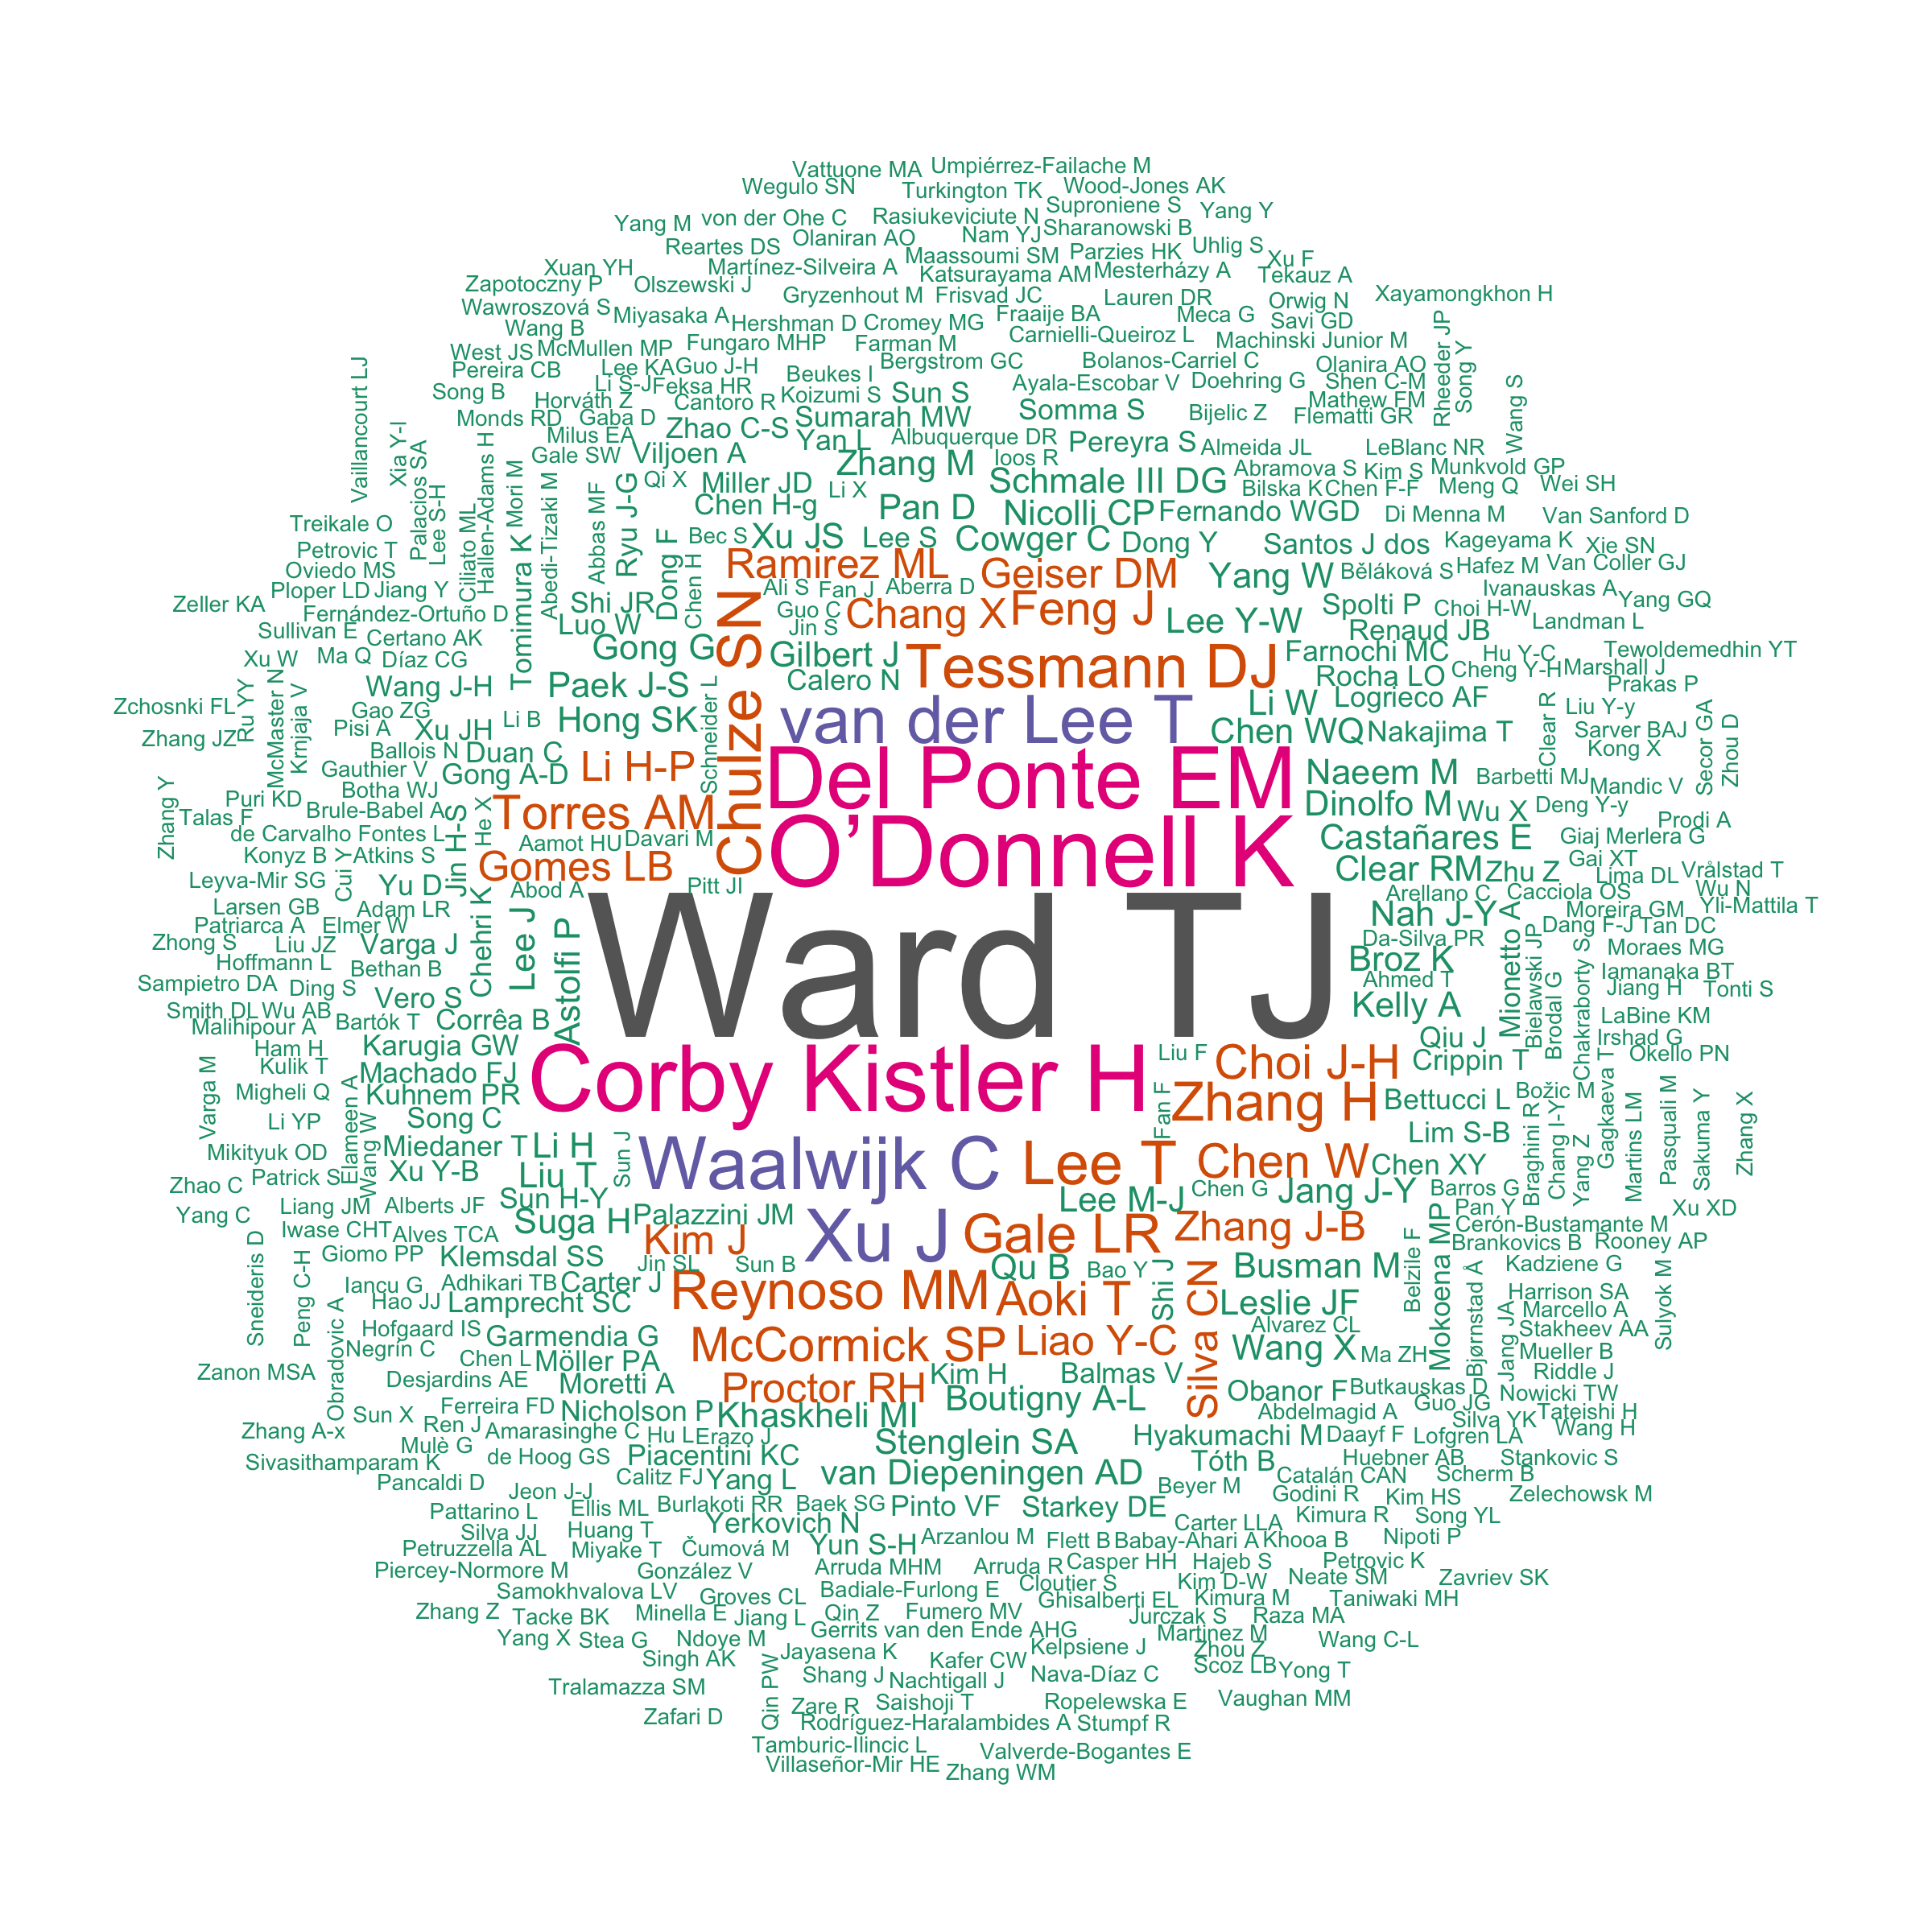 Vattuone MA
Umpiérrez-Failache M
Wegulo SN
Turkington TK
Wood-Jones AK
Yang M
von der Ohe C
Rasiukeviciute N
Suproniene S
Yang Y
Reartes DS
Olaniran AO
Nam YJ
Sharanowski B
Xuan YH
Martínez-Silveira A
Maassoumi SM
Parzies HK
Uhlig S
Xu F
Zapotoczny P
Olszewski J
Katsurayama AM
Mesterházy A
Tekauz A
Wawroszová S
Miyasaka A
Gryzenhout M
Frisvad JC
Lauren DR
Orwig N
Xayamongkhon H
Wang B
Hershman D
Cromey MG
Fraaije BA
Meca G
Savi GD
West JS
McMullen MP
Fungaro MHP
Farman M
Carnielli-Queiroz L
Machinski Junior M
Rheeder JP
Song Y
Vaillancourt LJ
Pereira CB
Lee KA
Guo J-H
Bergstrom GC
Bolanos-Carriel C
Olanira AO
Song B
Li S-J
Feksa HR
Beukes I
Ayala-Escobar V
Doehring G
Shen C-M
Wang S
Horváth Z
Cantoro R
Koizumi S
Sun S
Mathew FM
Monds RD
Gaba D
Zhao C-S
Sumarah MW
Somma S
Bijelic Z
Flematti GR
Xia Y-I
Palacios SA
Milus EA
Yan L
Albuquerque DR
Pereyra S
Almeida JL
LeBlanc NR
Gale SW
Viljoen A
Zhang M
Ioos R
Abramova S
Kim S
Munkvold GP
Lee S-H
Ciliato ML
Hallen-Adams H
Mori M
Abedi-Tizaki M
Abbas MF
Ryu J-G
Qi X
Miller JD
Li X
Schmale III DG
Bilska K
Chen F-F
Meng Q
Wei SH
Treikale O
Chen H-g
Pan D
Nicolli CP
Fernando WGD
Di Menna M
Van Sanford D
Petrovic T
Tomimura K
Dong F
Bec S
Xu JS
Lee S
Cowger C
Dong Y
Santos J dos
Kageyama K
Xie SN
Oviedo MS
Ramirez ML
Geiser DM
Yang W
Běláková S
Hafez M
Van Coller GJ
Ploper LD
Jiang Y
Chen H
Ali S
Fan J
Aberra D
Ivanauskas A
Yang GQ
Zeller KA
Fernández-Ortuño D
Shi JR
Chulze SN
Guo C
Chang X
Feng J
Lee Y-W
Spolti P
Choi H-W
Landman L
Sullivan E
Certano AK
Luo W
Jin S
Renaud JB
Xu W
Ma Q
Díaz CG
Gong G
Gilbert J
Tessmann DJ
Farnochi MC
Hu Y-C
Tewoldemedhin YT
Wang J-H
Paek J-S
Calero N
Rocha LO
Cheng Y-H
Marshall J
Prakas P
Zchosnki FL
Ru YY
McMaster N
Krnjaja V
Gao ZG
Schneider L
Li W
Logrieco AF
Clear R
Liu Y-y
Secor GA
Zhou D
Zhang JZ
Pisi A
Xu JH
Li B
Hong SK
van der Lee T
Chen WQ
Nakajima T
Sarver BAJ
Ballois N
Duan C
Kong X
Gauthier V
Gong A-D
Li H-P
Del Ponte EM
Naeem M
Barbetti MJ
Mandic V
Zhang Y
Puri KD
Botha WJ
Talas F
Brule-Babel A
Jin H-S
He X
Torres AM
Dinolfo M
Wu X
Deng Y-y
Prodi A
de Carvalho Fontes L
Aamot HU
Davari M
O’Donnell K
Castañares E
Giaj Merlera G
Konyz B
Cui Y
Atkins S
Gai XT
Leyva-Mir SG
Yu D
Gomes LB
Pitt JI
Clear RM
Zhu Z
Lima DL
Vrålstad T
Abod A
Arellano C
Cacciola OS
Wu N
Larsen GB
Adam LR
Chehri K
Lee J
Ward TJ
Nah J-Y
Mionetto A
Moreira GM
Yli-Mattila T
Patriarca A
Elmer W
Dang F-J
Tan DC
Zhong S
Liu JZ
Varga J
Astolfi P
Da-Silva PR
Bielawski JP
Chakraborty S
Moraes MG
Hoffmann L
Bethan B
Broz K
Brodal G
Iamanaka BT
Sampietro DA
Ding S
Ahmed T
Jiang H
Tonti S
Smith DL
Wu AB
Vero S
Kelly A
LaBine KM
Malihipour A
Bartók T
Corrêa B
Qiu J
Irshad G
Ham H
Karugia GW
Liu F
Choi J-H
Crippin T
Okello PN
Varga M
Kulik T
Machado FJ
Corby Kistler H
Gagkaeva T
Migheli Q
Elameen A
Kuhnem PR
Fan F
Zhang H
Bettucci L
Božic M
Pasquali M
Sakuma Y
Zhang X
Li YP
Wang W
Song C
Lim S-B
Braghini R
Chang I-Y
Yang Z
Martins LM
Mikityuk OD
Miedaner T
Li H
Sun J
Waalwijk C
Lee T
Chen W
Chen XY
Zhao C
Patrick S
Xu Y-B
Liu T
Chen G
Jang J-Y
Barros G
Liang JM
Alberts JF
Sun H-Y
Lee M-J
Pan Y
Xu XD
Yang C
Iwase CHT
Alves TCA
Suga H
Palazzini JM
Mokoena MP
Cerón-Bustamante M
Sneideris D
Peng C-H
Giomo PP
Klemsdal SS
Kim J
Xu J
Gale LR
Zhang J-B
Belzile F
Brankovics B
Rooney AP
Jin SL
Sun B
Qu B
Bao Y
Shi J
Silva CN
Busman M
Bjørnstad Å
Kadziene G
Sulyok M
Iancu G
Adhikari TB
Carter J
Reynoso MM
Aoki T
Leslie JF
Jang JA
Harrison SA
Obradovic A
Hao JJ
Lamprecht SC
Marcello A
Hofgaard IS
Garmendia G
Alvarez CL
Stakheev AA
Negrín C
Chen L
Möller PA
McCormick SP
Liao Y-C
Wang X
Ma ZH
Mueller B
Zanon MSA
Desjardins AE
Moretti A
Proctor RH
Kim H
Balmas V
Riddle J
Ferreira FD
Boutigny A-L
Obanor F
Butkauskas D
Nowicki TW
Sun X
Ren J
Nicholson P
Khaskheli MI
Abdelmagid A
Guo JG
Silva YK
Tateishi H
Zhang A-x
Amarasinghe C
Hu L
Erazo J
Hyakumachi M
Daayf F
Lofgren LA
Wang H
Mulè G
de Hoog GS
Piacentini KC
Stenglein SA
Tóth B
Huebner AB
Stankovic S
Sivasithamparam K
Calitz FJ
Yang L
van Diepeningen AD
Catalán CAN
Scherm B
Pancaldi D
Jeon J-J
Beyer M
Godini R
Kim HS
Zelechowsk M
Pattarino L
Ellis ML
Burlakoti RR
Baek SG
Pinto VF
Starkey DE
Kimura R
Song YL
Silva JJ
Huang T
Yerkovich N
Carter LLA
Petruzzella AL
Miyake T
Čumová M
Yun S-H
Arzanlou M
Flett B
Babay-Ahari A
Khooa B
Nipoti P
Piercey-Normore M
González V
Arruda MHM
Arruda R
Casper HH
Hajeb S
Petrovic K
Samokhvalova LV
Groves CL
Badiale-Furlong E
Cloutier S
Kim D-W
Neate SM
Zavriev SK
Zhang Z
Tacke BK
Minella E
Jiang L
Qin Z
Fumero MV
Ghisalberti EL
Kimura M
Taniwaki MH
Yang X
Stea G
Ndoye M
Gerrits van den Ende AHG
Jurczak S
Raza MA
Martinez M
Wang C-L
Singh AK
Jayasena K
Kafer CW
Kelpsiene J
Zhou Z
Qin PW
Shang J
Nachtigall J
Nava-Díaz C
Scoz LB
Yong T
Tralamazza SM
Zare R
Saishoji T
Ropelewska E
Vaughan MM
Zafari D
Rodríguez-Haralambides A
Stumpf R
Tamburic-Ilincic L
Valverde-Bogantes E
Villaseñor-Mir HE
Zhang WM